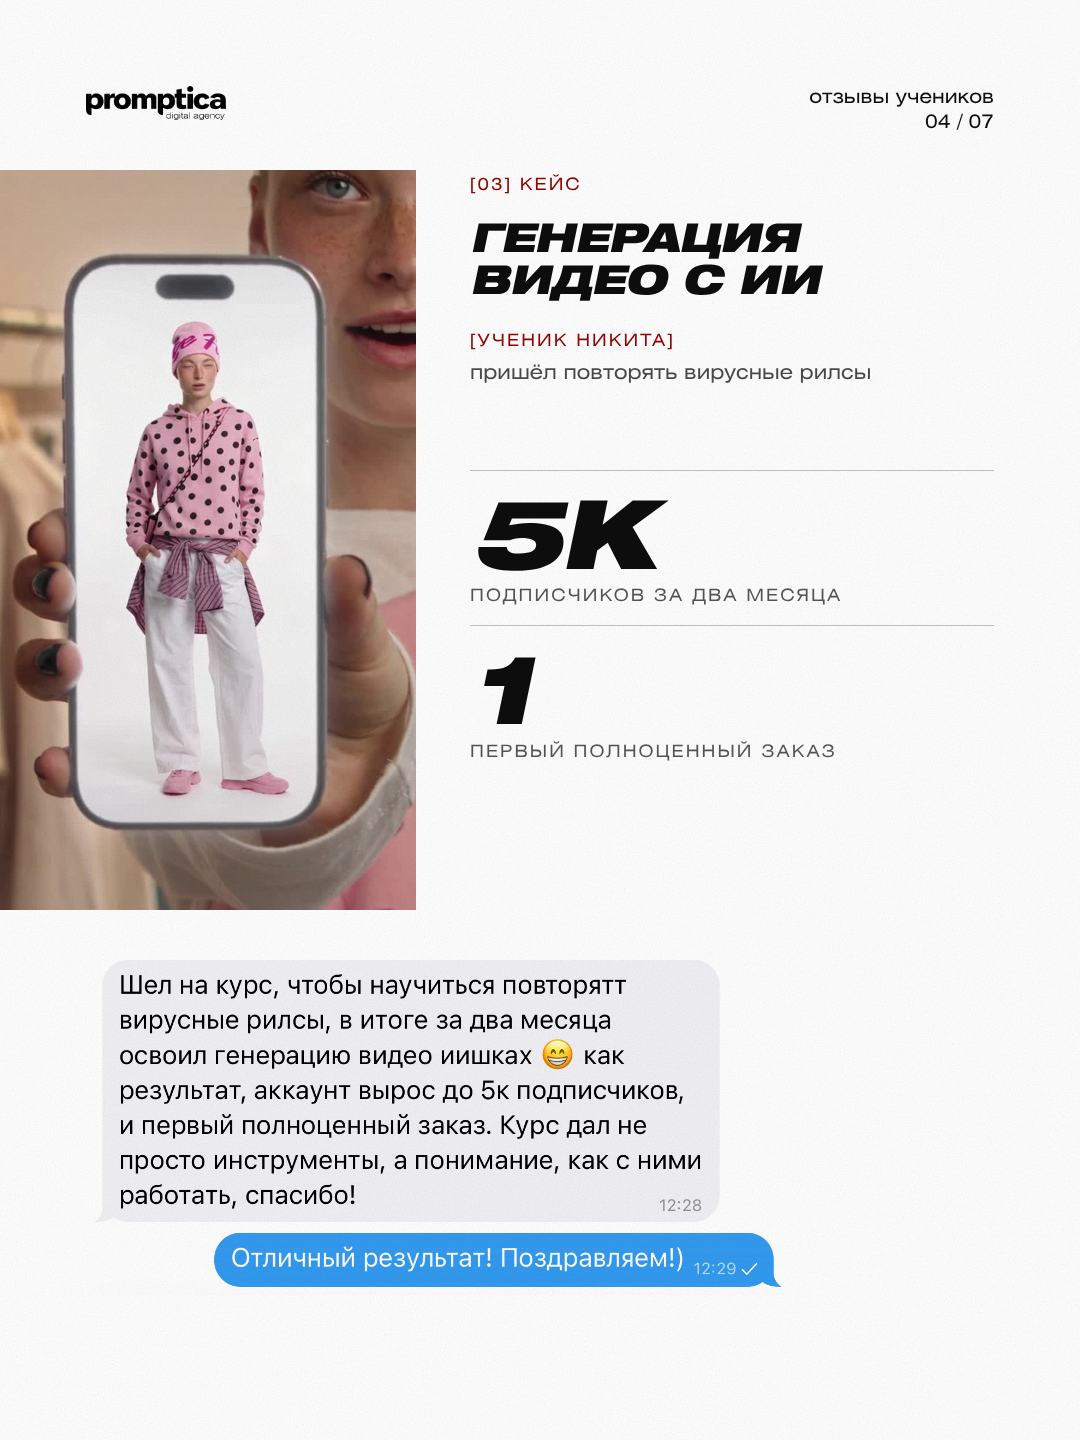 promptica
digital agency
отзывы учеников
04 / 07
[03] КЕЙС
ГЕНЕРАЦИЯ
ВИДЕО С ИИ
[УЧЕНИК НИКИТА]
пришёл повторять вирусные рилсы
5K
ПОДПИСЧИКОВ ЗА ДВА МЕСЯЦА
1
ПЕРВЫЙ ПОЛНОЦЕННЫЙ ЗАКАЗ
Шел на курс, чтобы научиться повторятт
вирусные рилсы, в итоге за два месяца
освоил генерацию видео иишках 😁 как
результат, аккаунт вырос до 5к подписчиков,
и первый полноценный заказ. Курс дал не
просто инструменты, а понимание, как с ними
работать, спасибо!
12:28
Отличный результат! Поздравляем!)
12:29